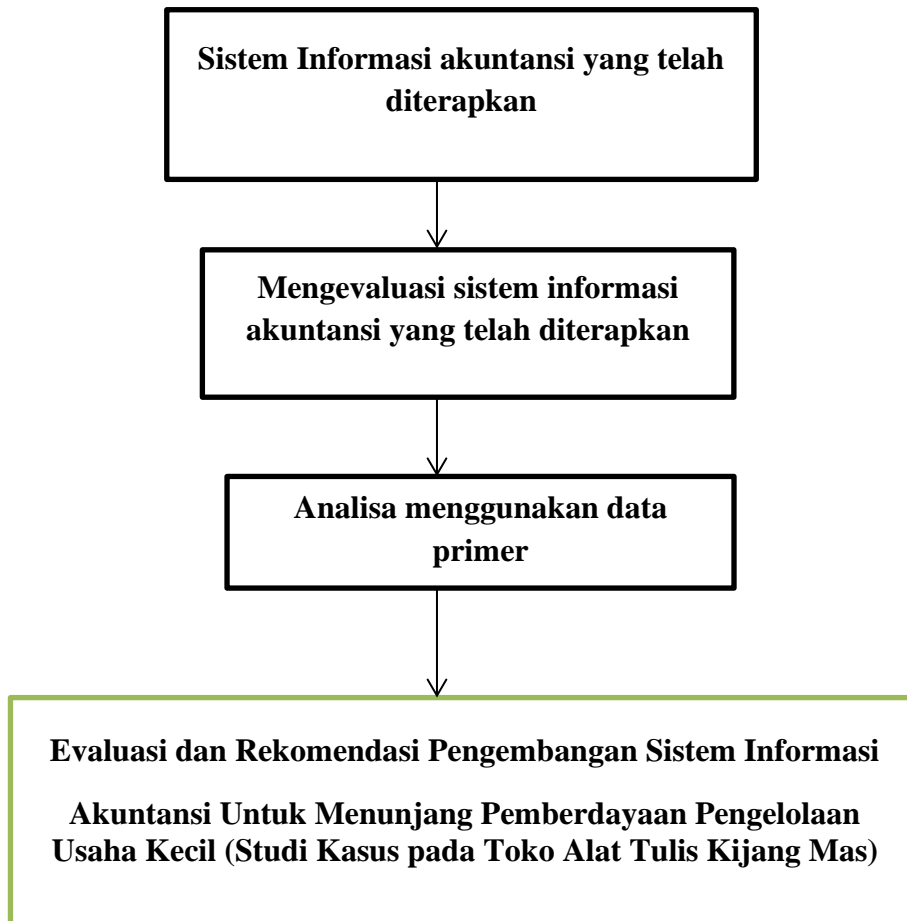 Sistem Informasi akuntansi yang telah
diterapkan
Mengevaluasi sistem informasi
akuntansi yang telah diterapkan
Analisa menggunakan data
primer
Evaluasi dan Rekomendasi Pengembangan Sistem Informasi
Akuntansi Untuk Menunjang Pemberdayaan Pengelolaan
Usaha Kecil (Studi Kasus pada Toko Alat Tulis Kijang Mas)